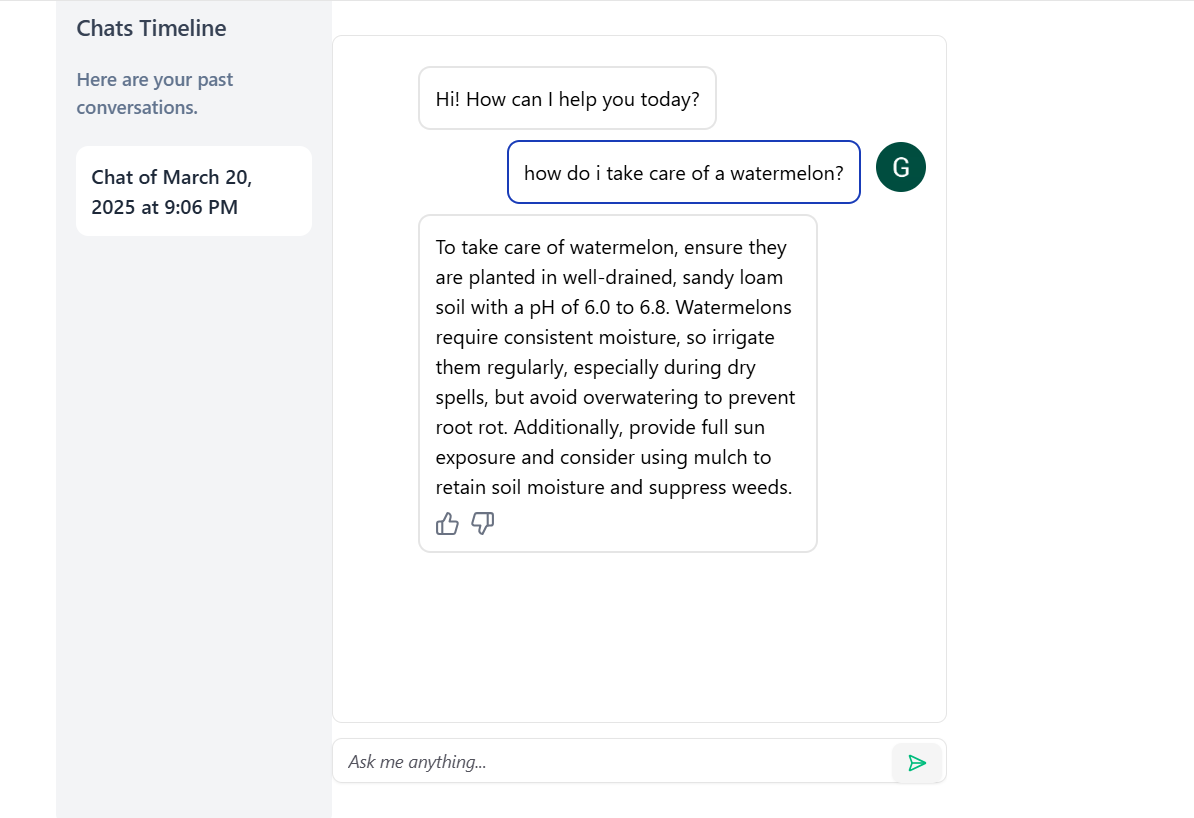 Chats Timeline
Here are your past
conversations.
Chat of March 20,
2025 at 9:06 PM
Hi! How can I help you today?
how do i take care of a watermelon?
G
To take care of watermelon, ensure they
are planted in well-drained, sandy loam
soil with a pH of 6.0 to 6.8. Watermelons
require consistent moisture, so irrigate
them regularly, especially during dry
spells, but avoid overwatering to prevent
root rot. Additionally, provide full sun
exposure and consider using mulch to
retain soil moisture and suppress weeds.
Ask me anything...